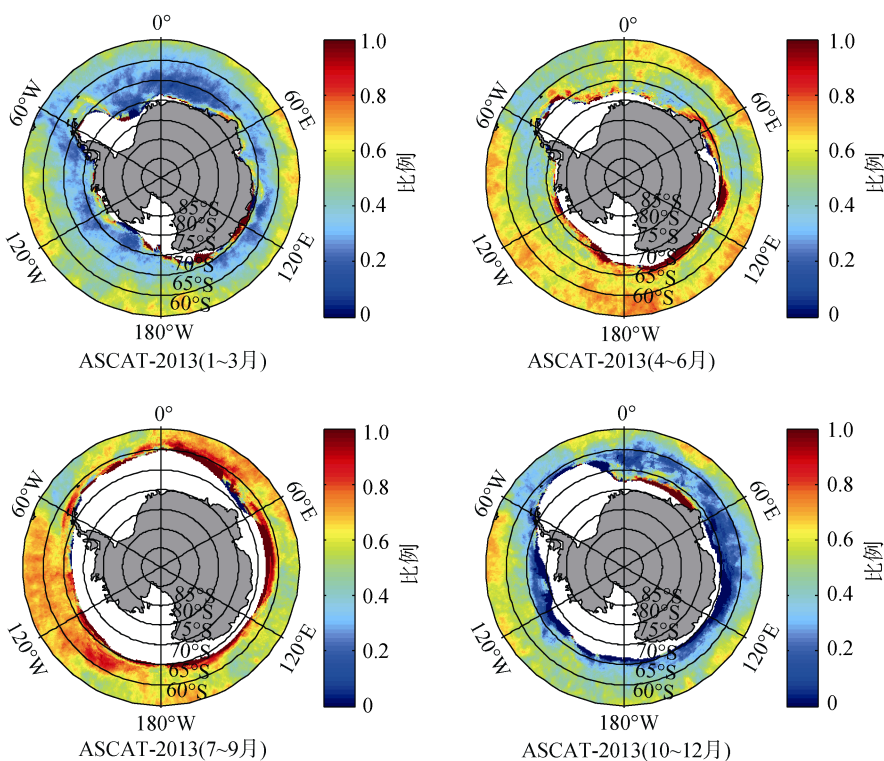 0°
60°W
60°E
120°W
120°E
180°W
85°S
80°S
75°S
70°S
65°S
60°S
1.0
0.8
0.6
0.4
0.2
0
比例
ASCAT-2013(1~3月)
0°
60°W
60°E
120°W
120°E
180°W
85°S
80°S
75°S
70°S
65°S
60°S
1.0
0.8
0.6
0.4
0.2
0
比例
ASCAT-2013(4~6月)
0°
60°W
60°E
120°W
120°E
180°W
85°S
80°S
75°S
70°S
65°S
60°S
1.0
0.8
0.6
0.4
0.2
0
比例
ASCAT-2013(7~9月)
0°
60°W
60°E
120°W
120°E
180°W
85°S
80°S
75°S
70°S
65°S
60°S
1.0
0.8
0.6
0.4
0.2
0
比例
ASCAT-2013(10~12月)